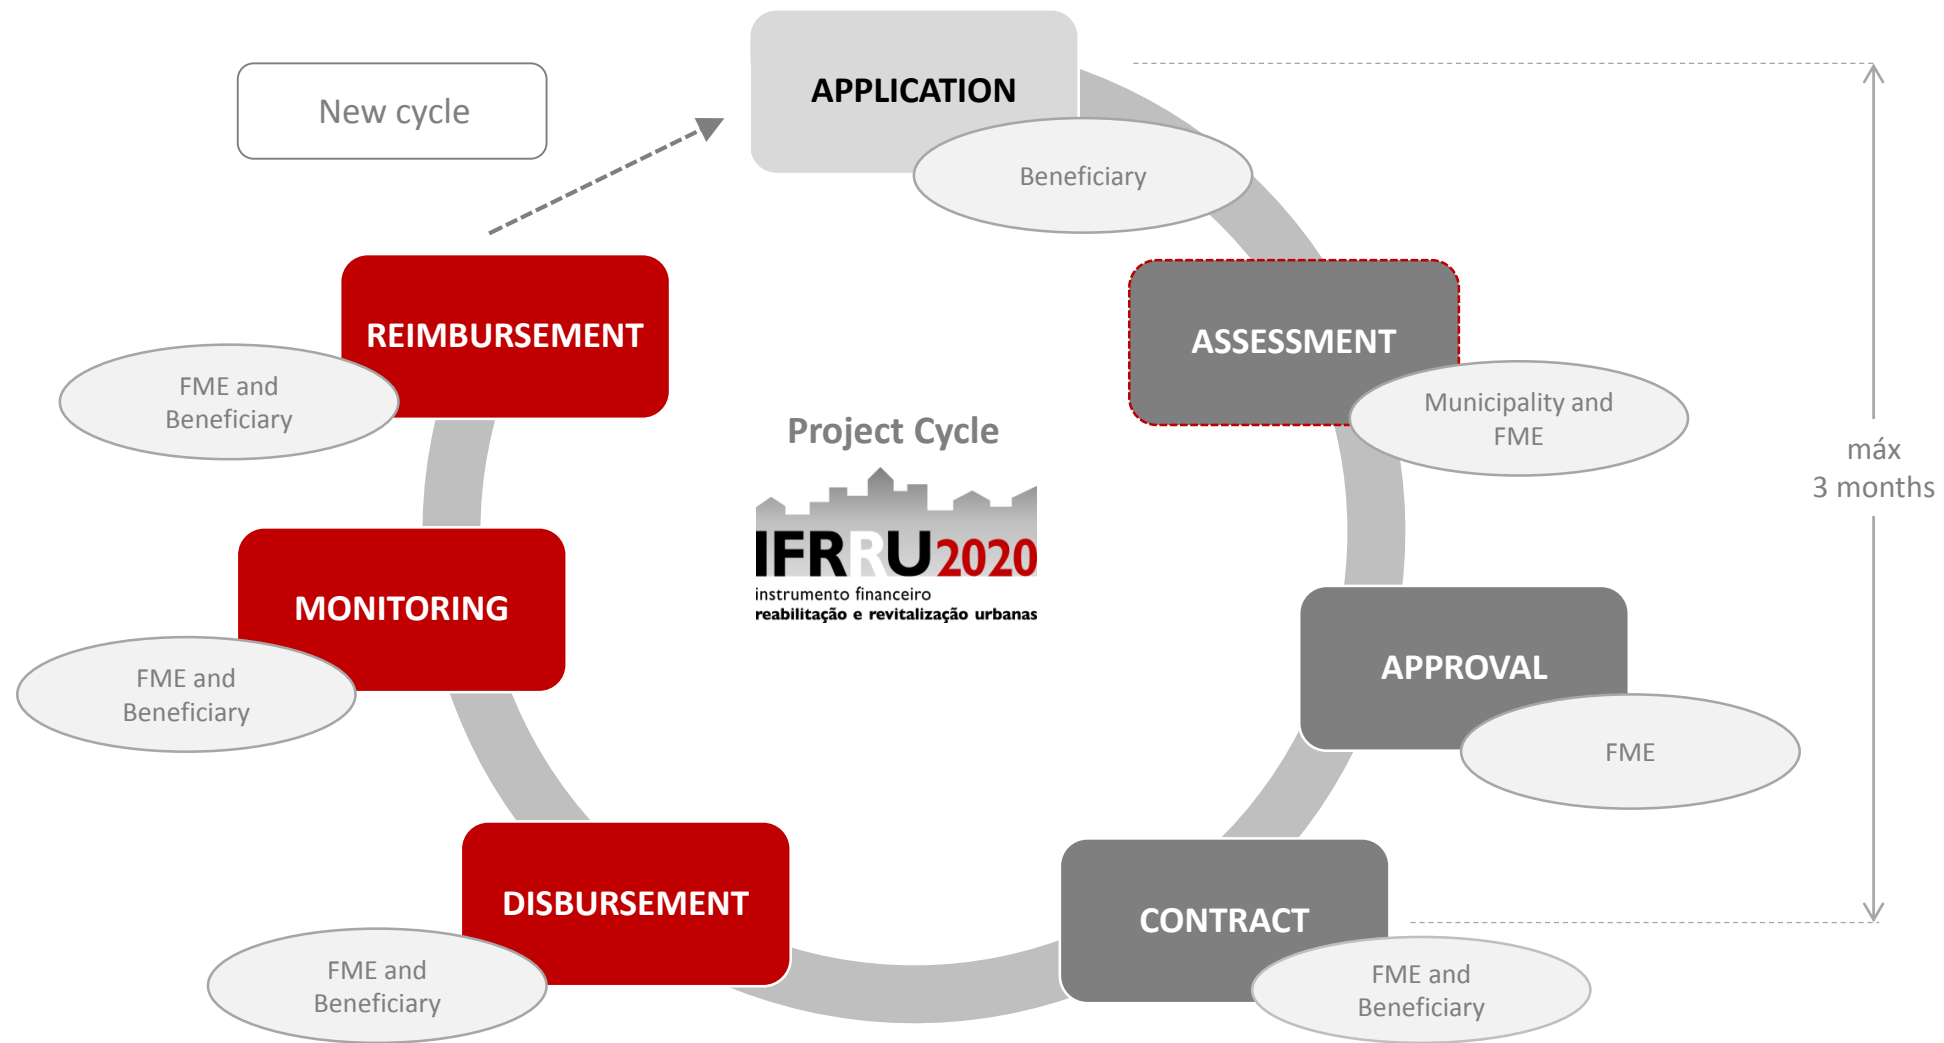 New cycle
APPLICATION
Beneficiary
ASSESSMENT
Municipality and
FME
máx
3 months
APPROVAL
FME
CONTRACT
FME and
Beneficiary
DISBURSEMENT
FME and
Beneficiary
MONITORING
FME and
Beneficiary
REIMBURSEMENT
FME and
Beneficiary
Project Cycle
IFRRU2020
instrumento financeiro
reabilitação e revitalização urbanas